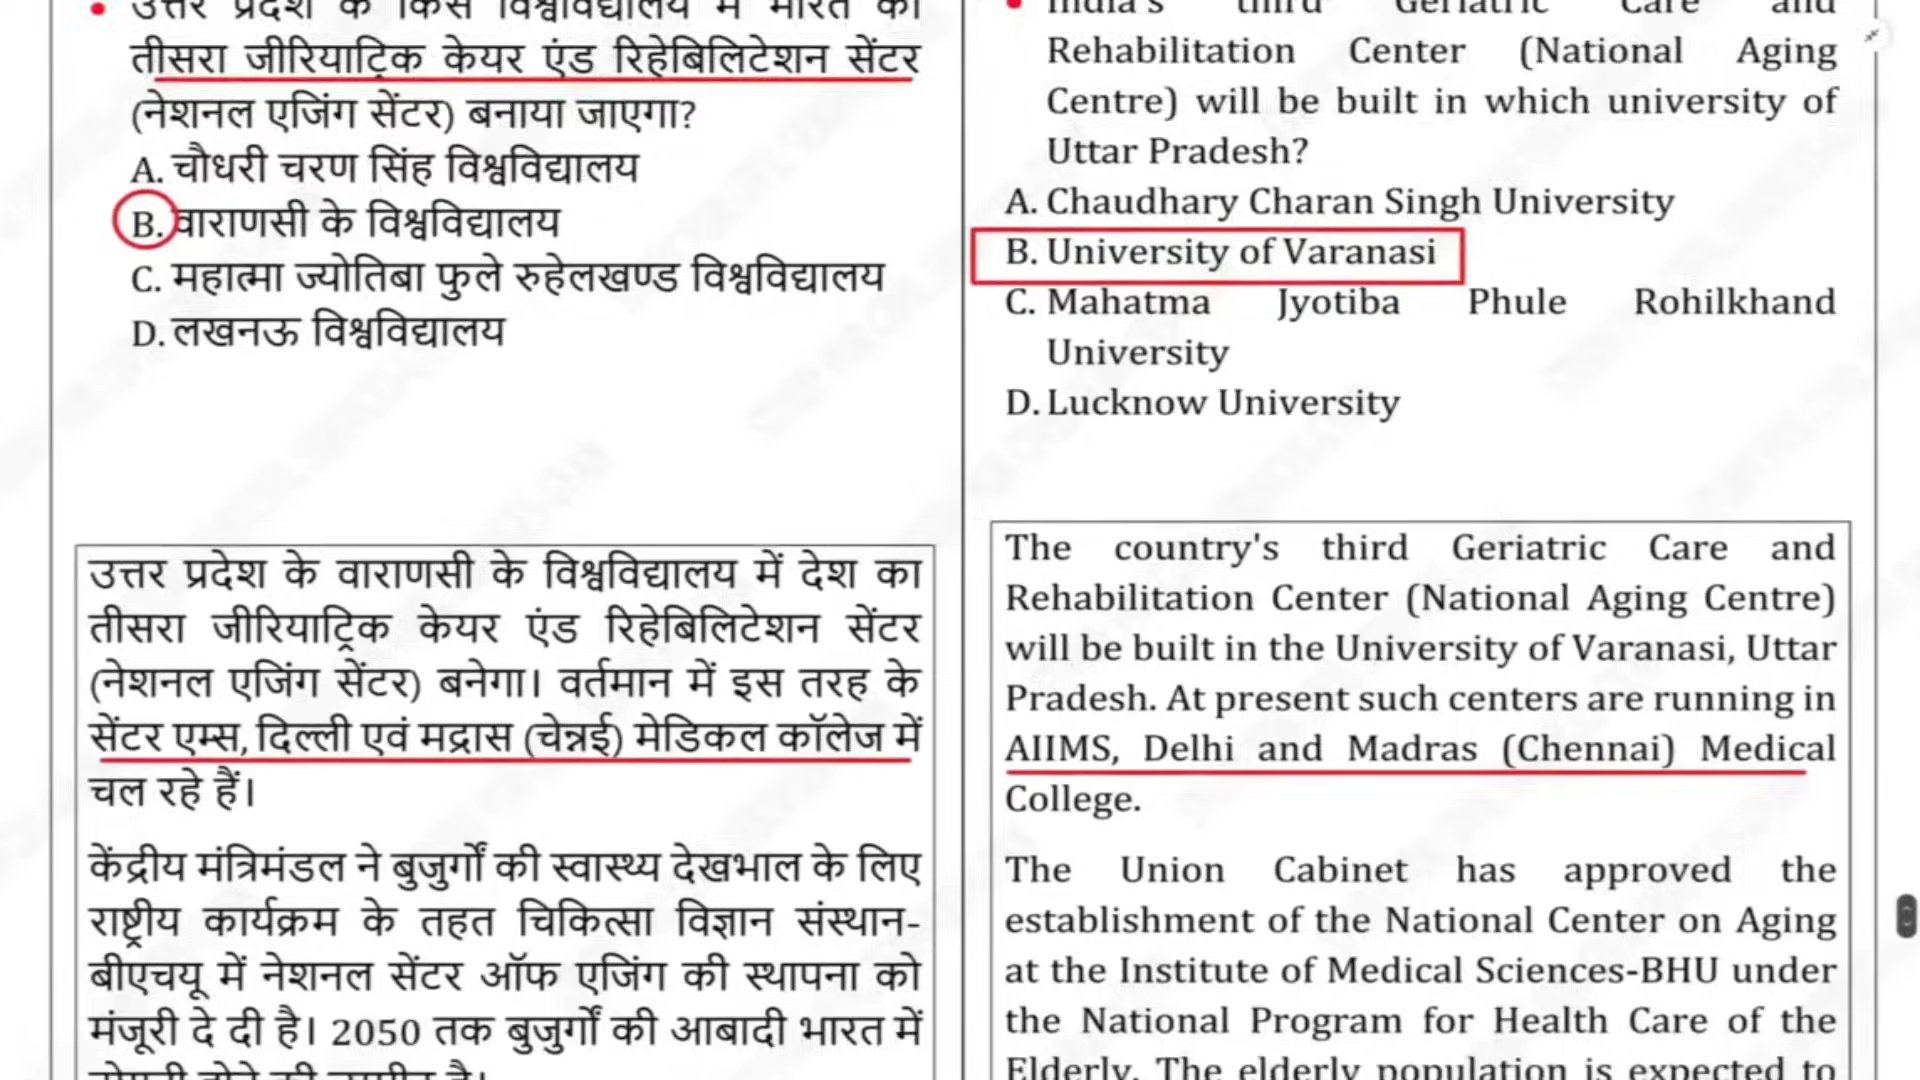 उत्तर प्रदेश के किस विश्वविद्यालय में भारत का
तीसरा जीरियाट्रिक केयर एंड रिहेबिलिटेशन सेंटर
(नेशनल एजिंग सेंटर) बनाया जाएगा?
A. चौधरी चरण सिंह विश्वविद्यालय
B. वाराणसी के विश्वविद्यालय
C. महात्मा ज्योतिबा फुले रुहेलखण्ड विश्वविद्यालय
D. लखनऊ विश्वविद्यालय
उत्तर प्रदेश के वाराणसी के विश्वविद्यालय में देश का
तीसरा जीरियाट्रिक केयर एंड रिहेबिलिटेशन सेंटर
(नेशनल एजिंग सेंटर) बनेगा। वर्तमान में इस तरह के
सेंटर एम्स, दिल्ली एवं मद्रास (चेन्नई) मेडिकल कॉलेज में
चल रहे हैं।
केंद्रीय मंत्रिमंडल ने बुजुर्गों की स्वास्थ्य देखभाल के लिए
राष्ट्रीय कार्यक्रम के तहत चिकित्सा विज्ञान संस्थान-
बीएचयू में नेशनल सेंटर ऑफ एजिंग की स्थापना को
मंजूरी दे दी है। 2050 तक बुजुर्गों की आबादी भारत में
India's third Geriatric Care and
Rehabilitation Center (National Aging
Centre) will be built in which university of
Uttar Pradesh?
A. Chaudhary Charan Singh University
B. University of Varanasi
C. Mahatma Jyotiba Phule Rohilkhand
University
D. Lucknow University
The country's third Geriatric Care and
Rehabilitation Center (National Aging Centre)
will be built in the University of Varanasi, Uttar
Pradesh. At present such centers are running in
AIIMS, Delhi and Madras (Chennai) Medical
College.
The Union Cabinet has approved the
establishment of the National Center on Aging
at the Institute of Medical Sciences-BHU under
the National Program for Health Care of the
Elderly. The elderly population is expected to